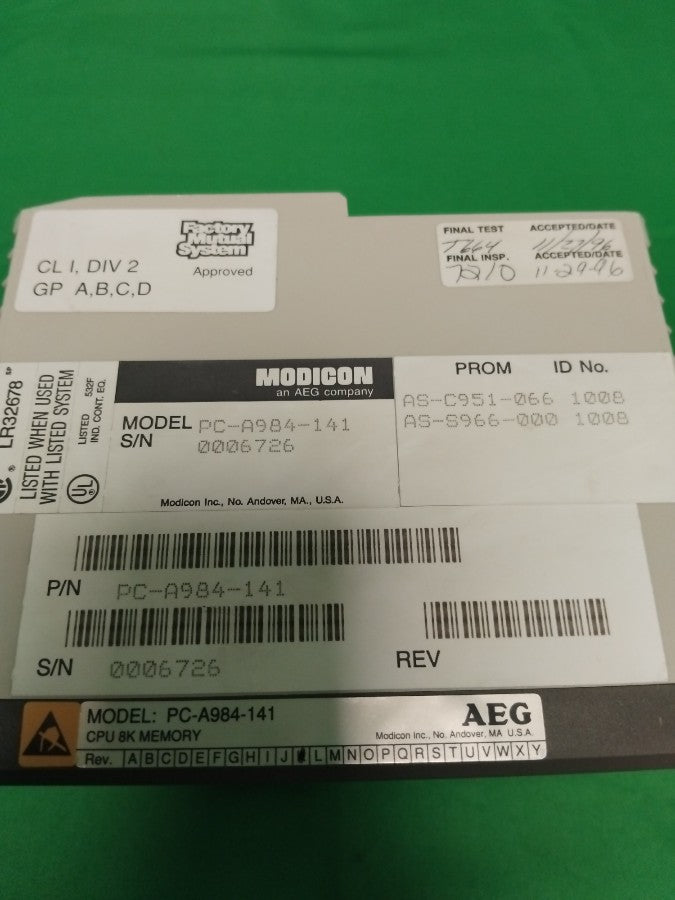 Factory
Mutual
System
Approved
CL I, DIV 2
GP A,B,C,D
FINAL TEST ACCEPTED/DATE
T664 11/27/96
FINAL INSP. ACCEPTED/DATE
11-29-96
LR32678
LISTED WHEN USED
WITH LISTED SYSTEM
LISTED 532F
IND. CONT. EQ.
UL
MODICON
an AEG company
MODEL PC-A984-141
S/N 0006726
Modicon Inc., No. Andover, MA., U.S.A.
PROM ID No.
AS-C951-066 1008
AS-S966-000 1008
P/N PC-A984-141
S/N 0006726
REV
MODEL: PC-A984-141
CPU 8K MEMORY
AEG
Modicon Inc., No. Andover, MA U.S.A.
Rev. A B C D E F G H I J L M N O P Q R S T U V W X Y